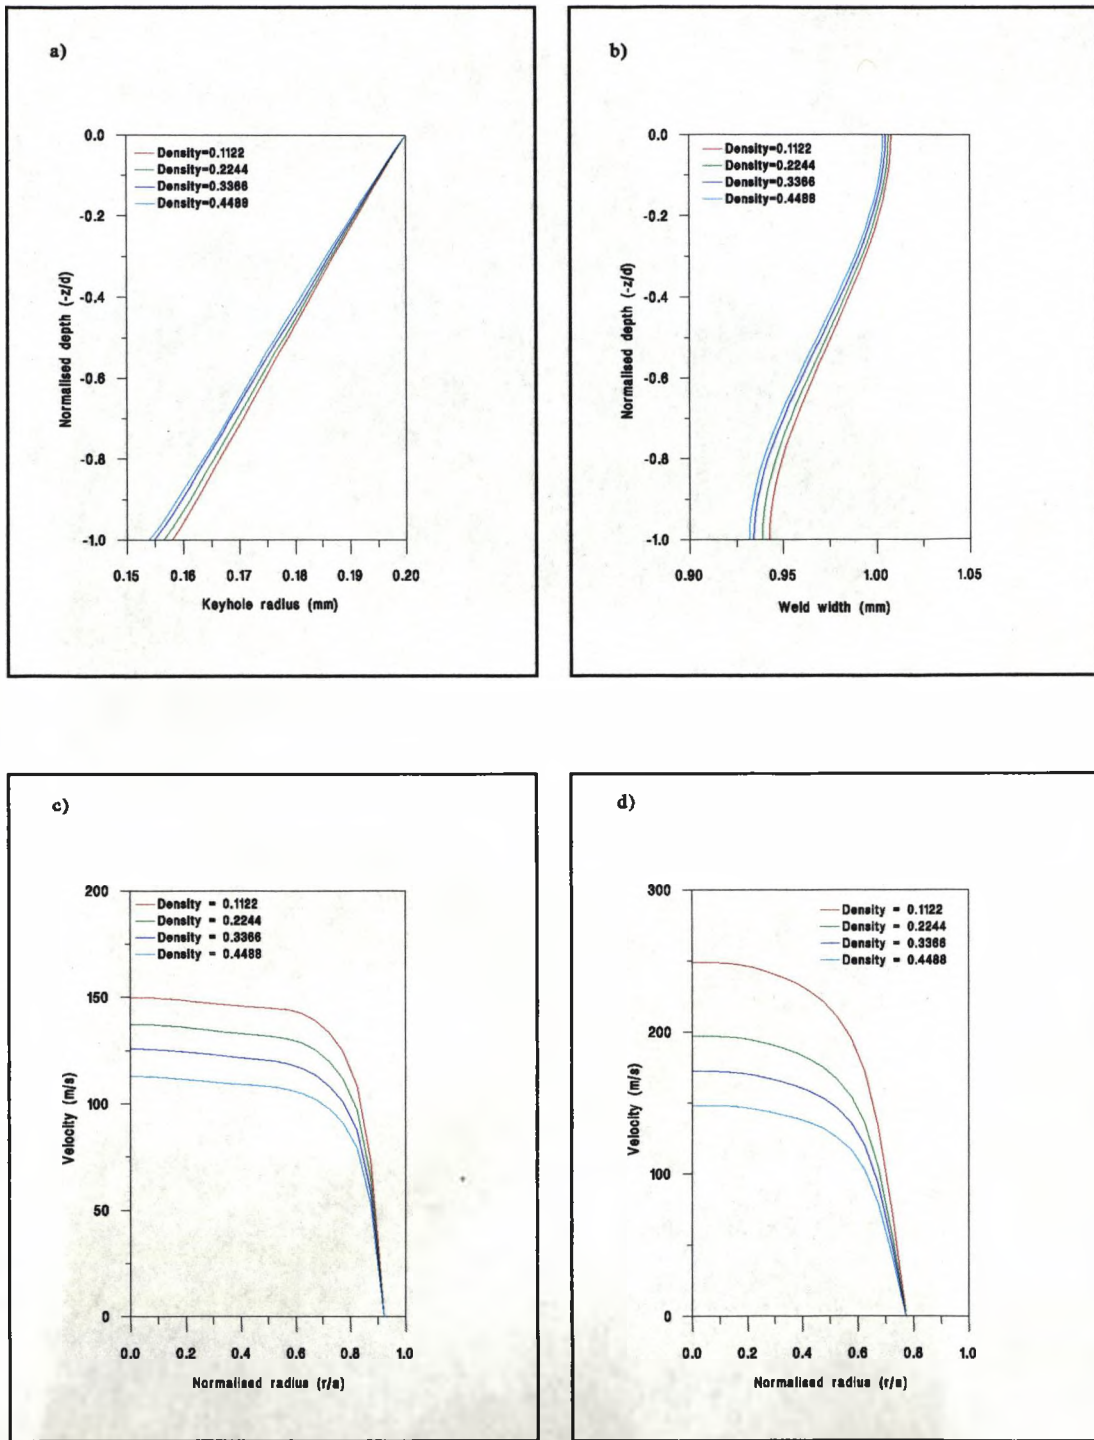 a)
0.0
-0.2
-0.4
-0.6
-0.8
-1.0
Normalised depth (-z/d)
Density=0.1122
Density=0.2244
Density=0.3366
Density=0.4488
0.15 0.16 0.17 0.18 0.19 0.20
Keyhole radius (mm)
b)
0.0
-0.2
-0.4
-0.6
-0.8
-1.0
Normalised depth (-z/d)
Density=0.1122
Density=0.2244
Density=0.3366
Density=0.4488
0.90 0.95 1.00 1.05
Weld width (mm)
c)
200
150
100
50
0
Velocity (m/s)
Density = 0.1122
Density = 0.2244
Density = 0.3366
Density = 0.4488
0.0 0.2 0.4 0.6 0.8 1.0
Normalised radius (r/a)
d)
300
200
100
0
Velocity (m/s)
Density = 0.1122
Density = 0.2244
Density = 0.3366
Density = 0.4488
0.0 0.2 0.4 0.6 0.8 1.0
Normalised radius (r/a)